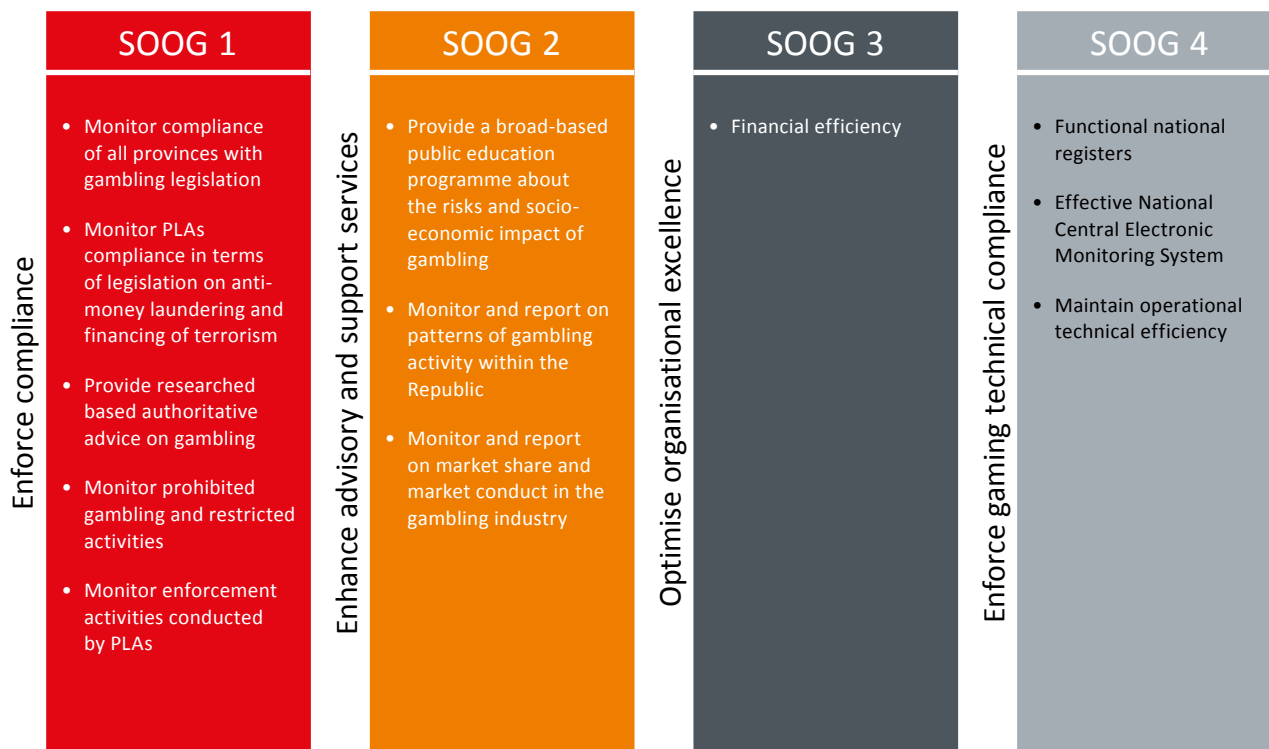 SOOG 1
Enforce compliance
• Monitor compliance
of all provinces with
gambling legislation
• Monitor PLAs
compliance in terms
of legislation on anti-
money laundering and
financing of terrorism
• Provide researched
based authoritative
advice on gambling
• Monitor prohibited
gambling and restricted
activities
• Monitor enforcement
activities conducted
by PLAs
SOOG 2
Enhance advisory and support services
• Provide a broad-based
public education
programme about
the risks and socio-
economic impact of
gambling
• Monitor and report on
patterns of gambling
activity within the
Republic
• Monitor and report
on market share and
market conduct in the
gambling industry
SOOG 3
Optimise organisational excellence
• Financial efficiency
SOOG 4
Enforce gaming technical compliance
• Functional national
registers
• Effective National
Central Electronic
Monitoring System
• Maintain operational
technical efficiency